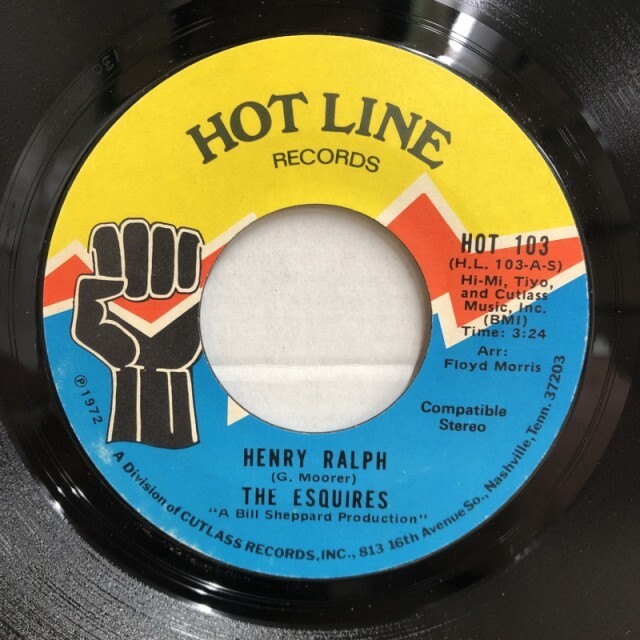 HOT LINE
RECORDS
HOT 103
(H.L. 103-A-S)
Hi-Mi, Tiyo,
and Cutlass
Music, Inc.
(BMI)
Time: 3:24
Arr:
Floyd Morris
Compatible
Stereo
℗ 1972
HENRY RALPH
(G. Moorer)
THE ESQUIRES
"A Bill Sheppard Production"
A Division of CUTLASS RECORDS, INC., 813 16th Avenue So., Nashville, Tenn. 37203